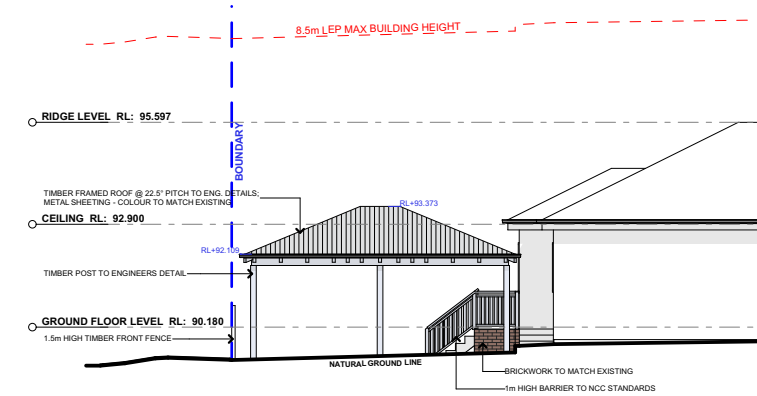 8.5m LEP MAX BUILDING HEIGHT
RIDGE LEVEL RL: 95.597
BOUNDARY
TIMBER FRAMED ROOF @ 22.5° PITCH TO ENG. DETAILS;
METAL SHEETING - COLOUR TO MATCH EXISTING
RL+93.373
CEILING RL: 92.900
RL+92.109
TIMBER POST TO ENGINEERS DETAIL
GROUND FLOOR LEVEL RL: 90.180
1.5m HIGH TIMBER FRONT FENCE
NATURAL GROUND LINE
BRICKWORK TO MATCH EXISTING
1m HIGH BARRIER TO NCC STANDARDS